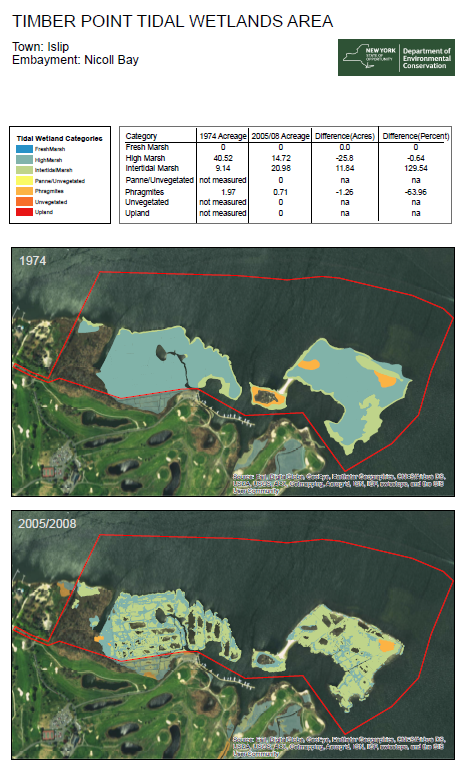 TIMBER POINT TIDAL WETLANDS AREA
Town: Islip
Embayment: Nicoll Bay
NEW YORK
STATE OF
OPPORTUNITY
Department of
Environmental
Conservation
Tidal Wetland Categories
FreshMarsh
HighMarsh
IntertidalMarsh
Panne/Unvegetated
Phragmites
Unvegetated
Upland
Category 1974 Acreage 2005/08 Acreage Difference(Acres) Difference(Percent)
Fresh Marsh 0 0 0.0 0
High Marsh 40.52 14.72 -25.8 -0.64
Intertidal Marsh 9.14 20.98 11.84 129.54
Panne/Unvegetated not measured 0 na na
Phragmites 1.97 0.71 -1.26 -63.96
Unvegetated not measured 0 na na
Upland not measured 0 na na
1974
User Community
2005/2008
User Community